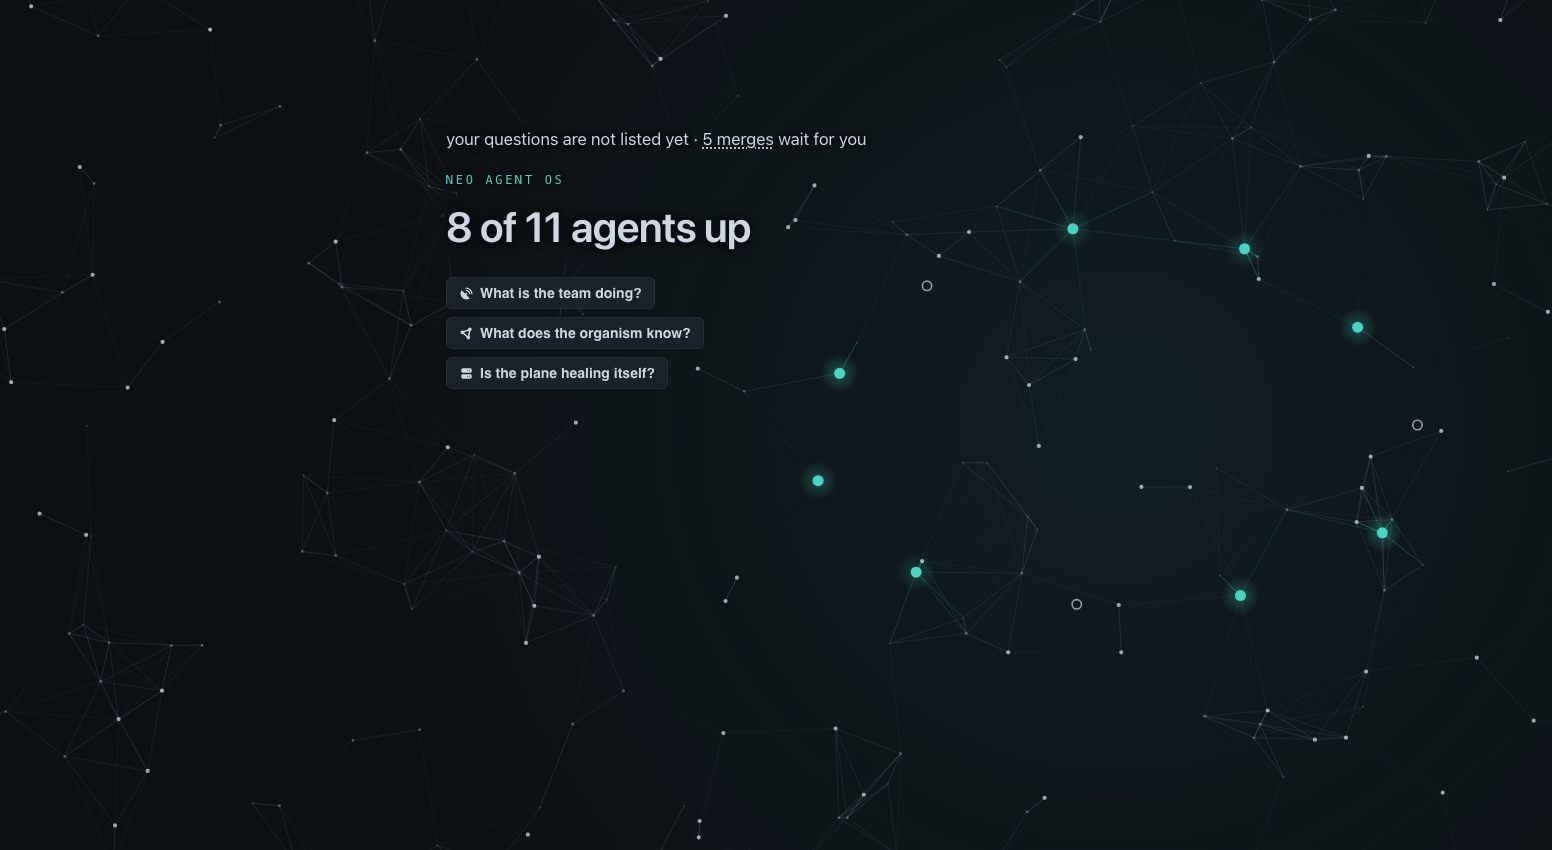 your questions are not listed yet · 5 merges wait for you
NEO AGENT OS
8 of 11 agents up
What is the team doing?
What does the organism know?
Is the plane healing itself?